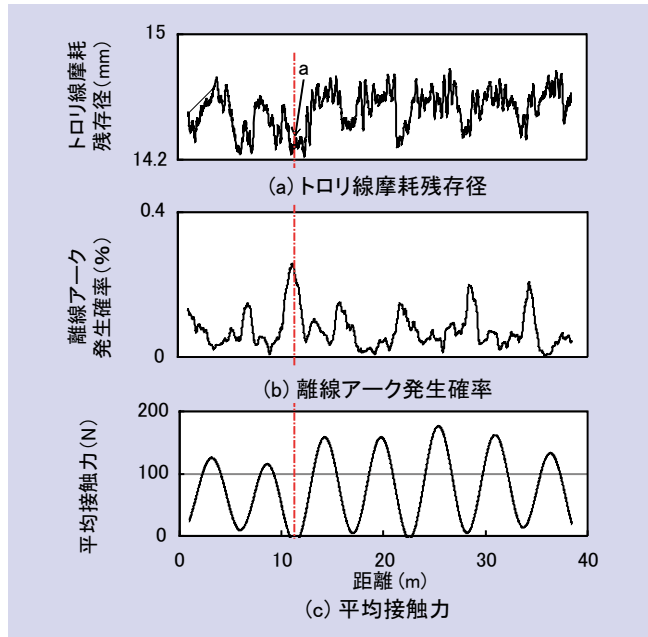 15
トロリ線摩耗
残存径(mm)
a
14.2
(a) トロリ線摩耗残存径
0.4
離線アーク
発生確率(%)
0
(b) 離線アーク発生確率
200
平均接触力(N)
100
0
0 10 20 30 40
距離 (m)
(c) 平均接触力